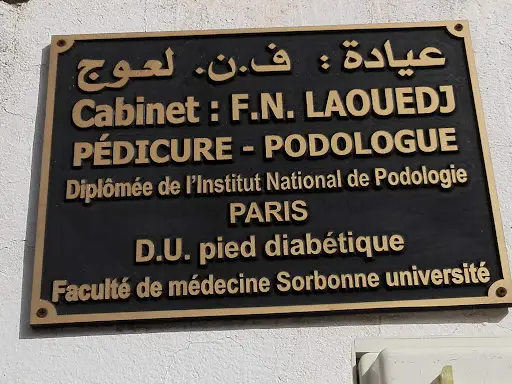 عيادة : ف.ن. لعوج
Cabinet : F.N. LAOUEDJ
PÉDICURE - PODOLOGUE
Diplômée de l'Institut National de Podologie
PARIS
D.U. pied diabétique
Faculté de médecine Sorbonne université